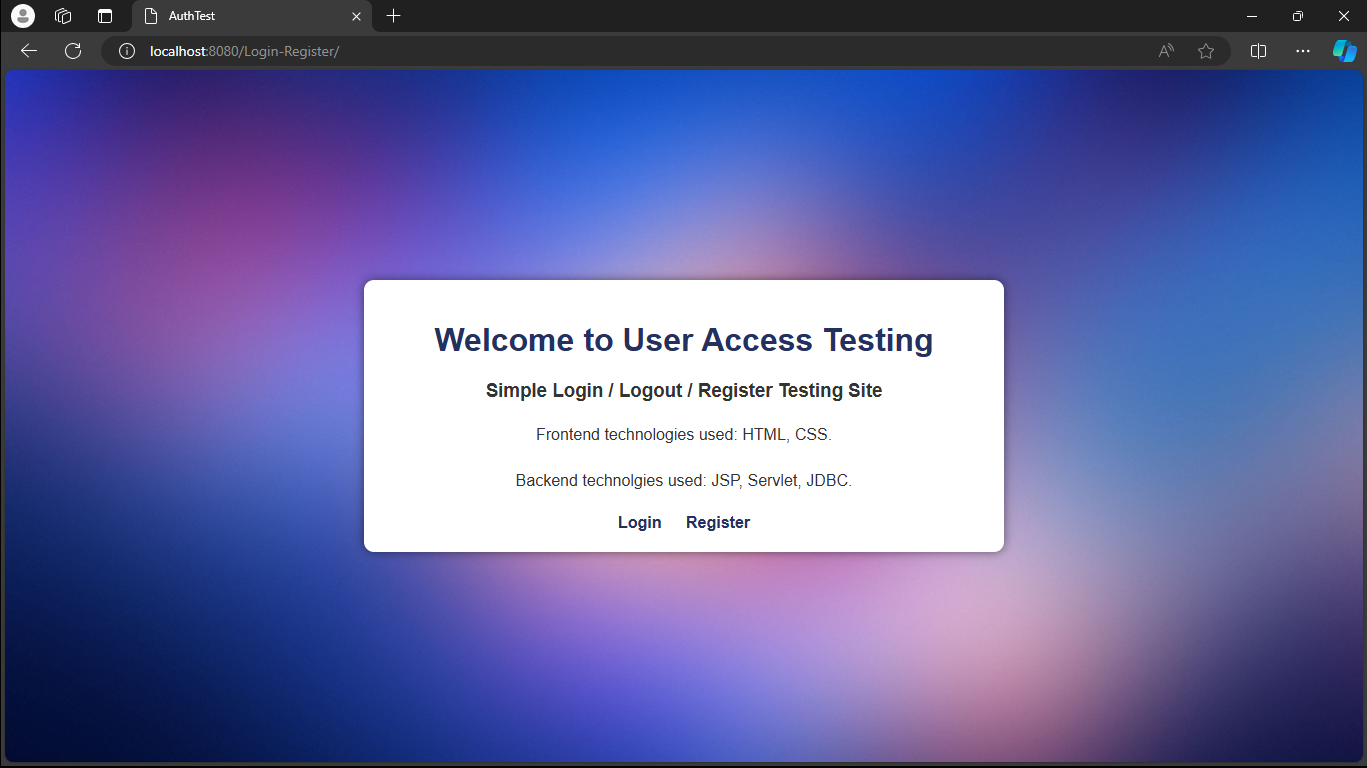 AuthTest
localhost:8080/Login-Register/
Welcome to User Access Testing
Simple Login / Logout / Register Testing Site
Frontend technologies used: HTML, CSS.
Backend technolgies used: JSP, Servlet, JDBC.
Login Register